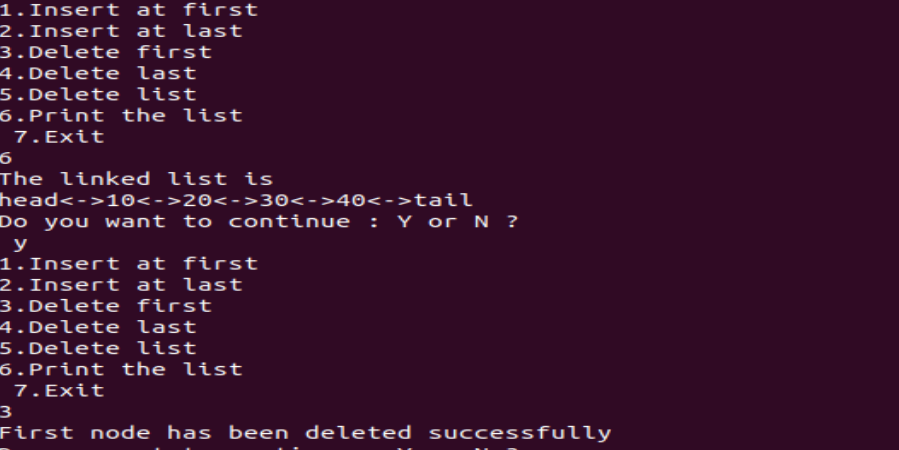 1.Insert at first
2.Insert at last
3.Delete first
4.Delete last
5.Delete list
6.Print the list
7.Exit
6
The linked list is
head<->10<->20<->30<->40<->tail
Do you want to continue : Y or N ?
y
1.Insert at first
2.Insert at last
3.Delete first
4.Delete last
5.Delete list
6.Print the list
7.Exit
3
First node has been deleted successfully